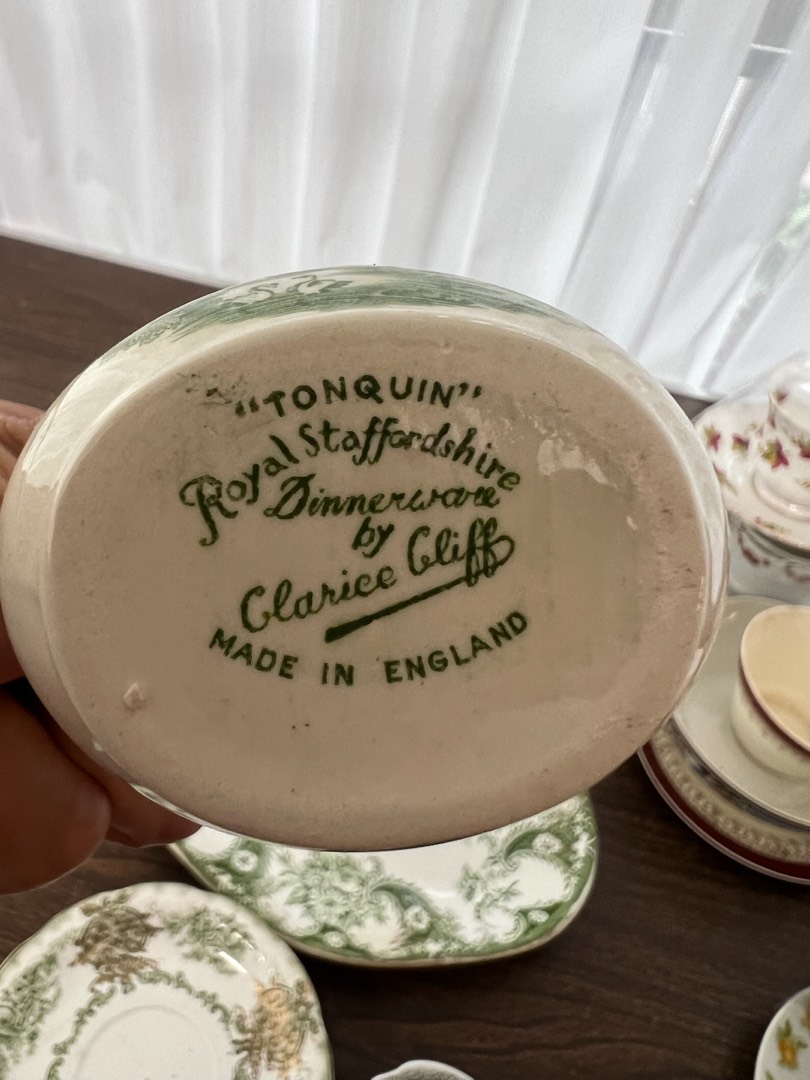 "TONQUIN"
Royal Staffordshire
Dinnerware
by
Clarice Cliff
MADE IN ENGLAND